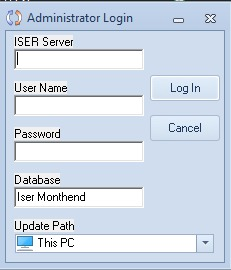 Administrator Login
ISER Server
User Name
Log In
Password
Cancel
Database
Iser Monthend
Update Path
This PC